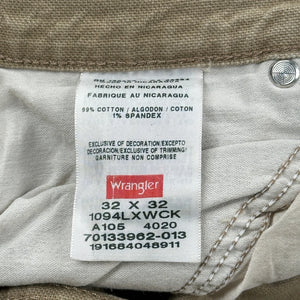 HECHO EN NICARAGUA
FABRIQUE AU NICARAGUA
99% COTTON / ALGODON / COTON
1% SPANDEX
EXCLUSIVE OF DECORATION/EXCEPTO
DECORACION/EXCLUSIVE OF TRIMMING/
GARNITURE NON COMPRISE
Wrangler
32 X 32
1094LXWCK
A105 4020
70133962-013
191684048911